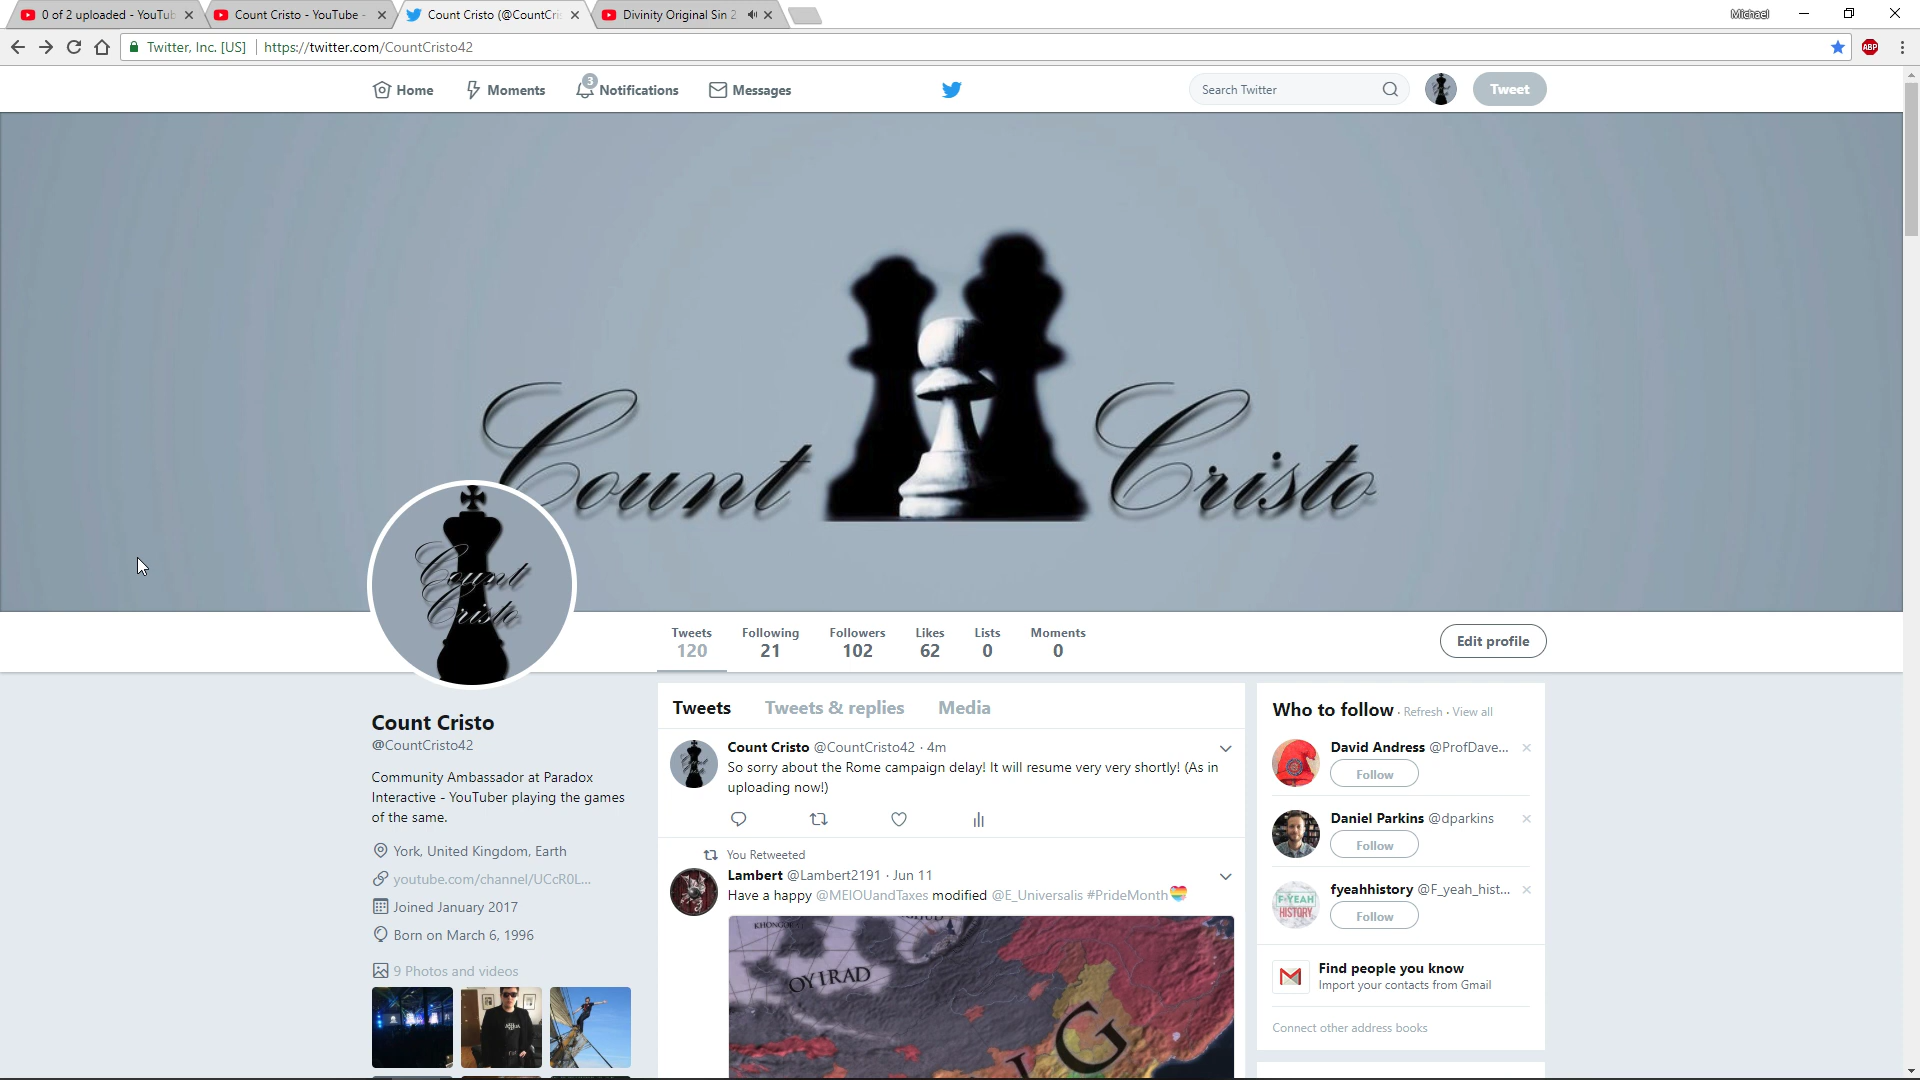 0 of 2 uploaded - YouTub
Count Cristo - YouTube -
Count Cristo (@CountCris
Divinity Original Sin 2
Michael
Twitter, Inc. [US]
https://twitter.com/CountCristo42
ABP
Home
Moments
3
Notifications
Messages
Search Twitter
Tweet
Count Cristo
Count
Cristo
Tweets
Following
Followers
Likes
Lists
Moments
120
21
102
62
0
0
Edit profile
Count Cristo
@CountCristo42
Community Ambassador at Paradox
Interactive - YouTuber playing the games
of the same.
York, United Kingdom, Earth
youtube.com/channel/UCcR0L...
Joined January 2017
Born on March 6, 1996
9 Photos and videos
Tweets
Tweets & replies
Media
Count Cristo @CountCristo42 · 4m
So sorry about the Rome campaign delay! It will resume very very shortly! (As in
uploading now!)
You Retweeted
Lambert @Lambert2191 · Jun 11
Have a happy @MEIOUandTaxes modified @E_Universalis #PrideMonth
KHONGOR
OYIRAD
G
Who to follow · Refresh · View all
David Andress @ProfDave...
Follow
Daniel Parkins @dparkins
Follow
fyeahhistory @F_yeah_hist...
F*YEAH
HISTORY
Follow
Find people you know
Import your contacts from Gmail
Connect other address books